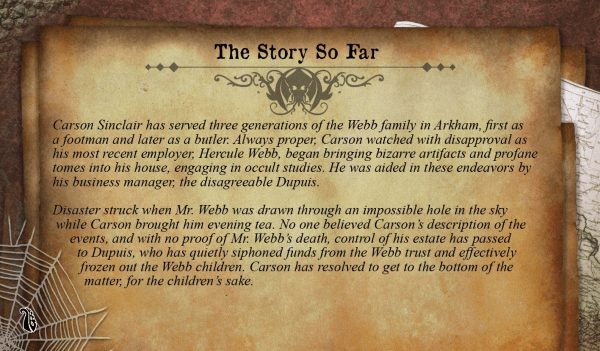 The Story So Far
Carson Sinclair has served three generations of the Webb family in Arkham, first as
a footman and later as a butler. Always proper, Carson watched with disapproval as
his most recent employer, Hercule Webb, began bringing bizarre artifacts and profane
tomes into his house, engaging in occult studies. He was aided in these endeavors by
his business manager, the disagreeable Dupuis.
Disaster struck when Mr. Webb was drawn through an impossible hole in the sky
while Carson brought him evening tea. No one believed Carson's description of the
events, and with no proof of Mr. Webb's death, control of his estate has passed
to Dupuis, who has quietly siphoned funds from the Webb trust and effectively
frozen out the Webb children. Carson has resolved to get to the bottom of the
matter, for the children's sake.